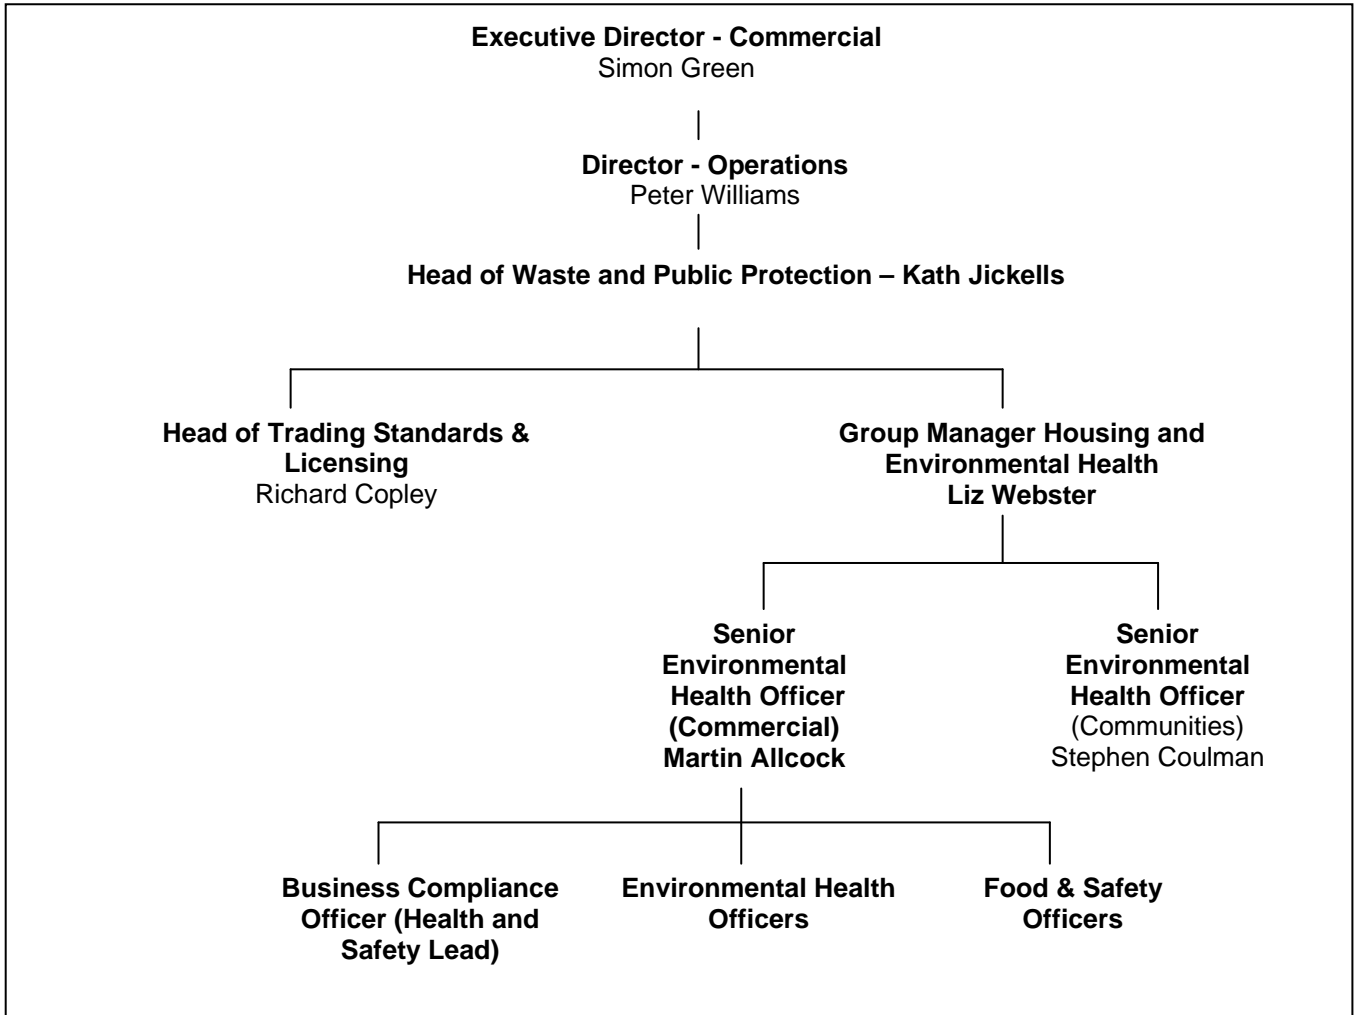 Executive Director - Commercial
Simon Green
Director - Operations
Peter Williams
Head of Waste and Public Protection – Kath Jickells
Head of Trading Standards &
Licensing
Richard Copley
Group Manager Housing and
Environmental Health
Liz Webster
Senior
Environmental
Health Officer
(Commercial)
Martin Allcock
Senior
Environmental
Health Officer
(Communities)
Stephen Coulman
Business Compliance
Officer (Health and
Safety Lead)
Environmental Health
Officers
Food & Safety
Officers